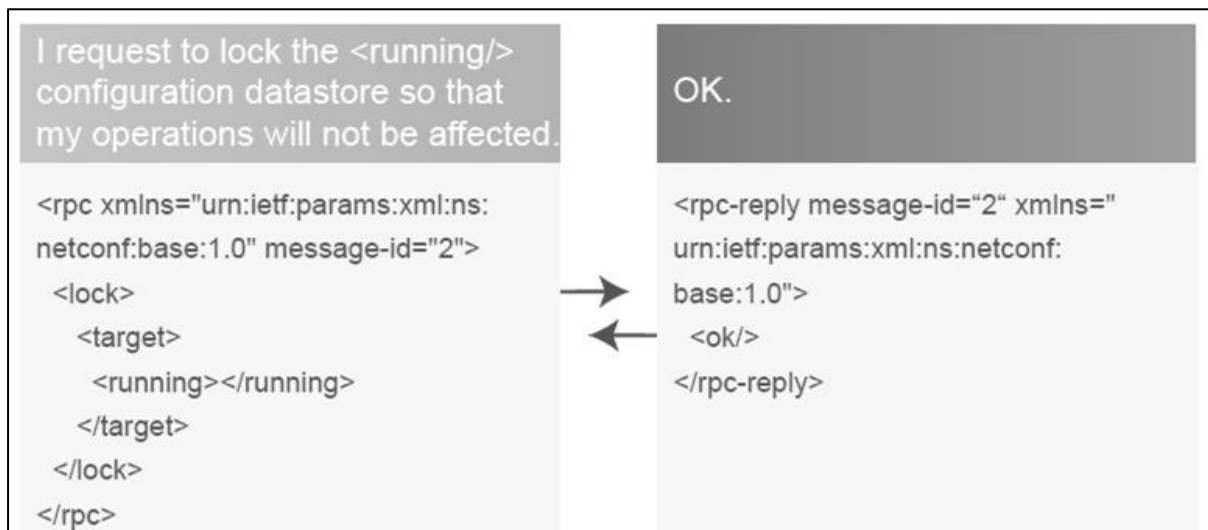 I request to lock the <running/>
configuration datastore so that
my operations will not be affected.
<rpc xmlns="urn:ietf:params:xml:ns:
netconf:base:1.0" message-id="2">
<lock>
<target>
<running></running>
</target>
</lock>
</rpc>
OK.
<rpc-reply message-id=“2“ xmlns="
urn:ietf:params:xml:ns:netconf:
base:1.0">
<ok/>
</rpc-reply>